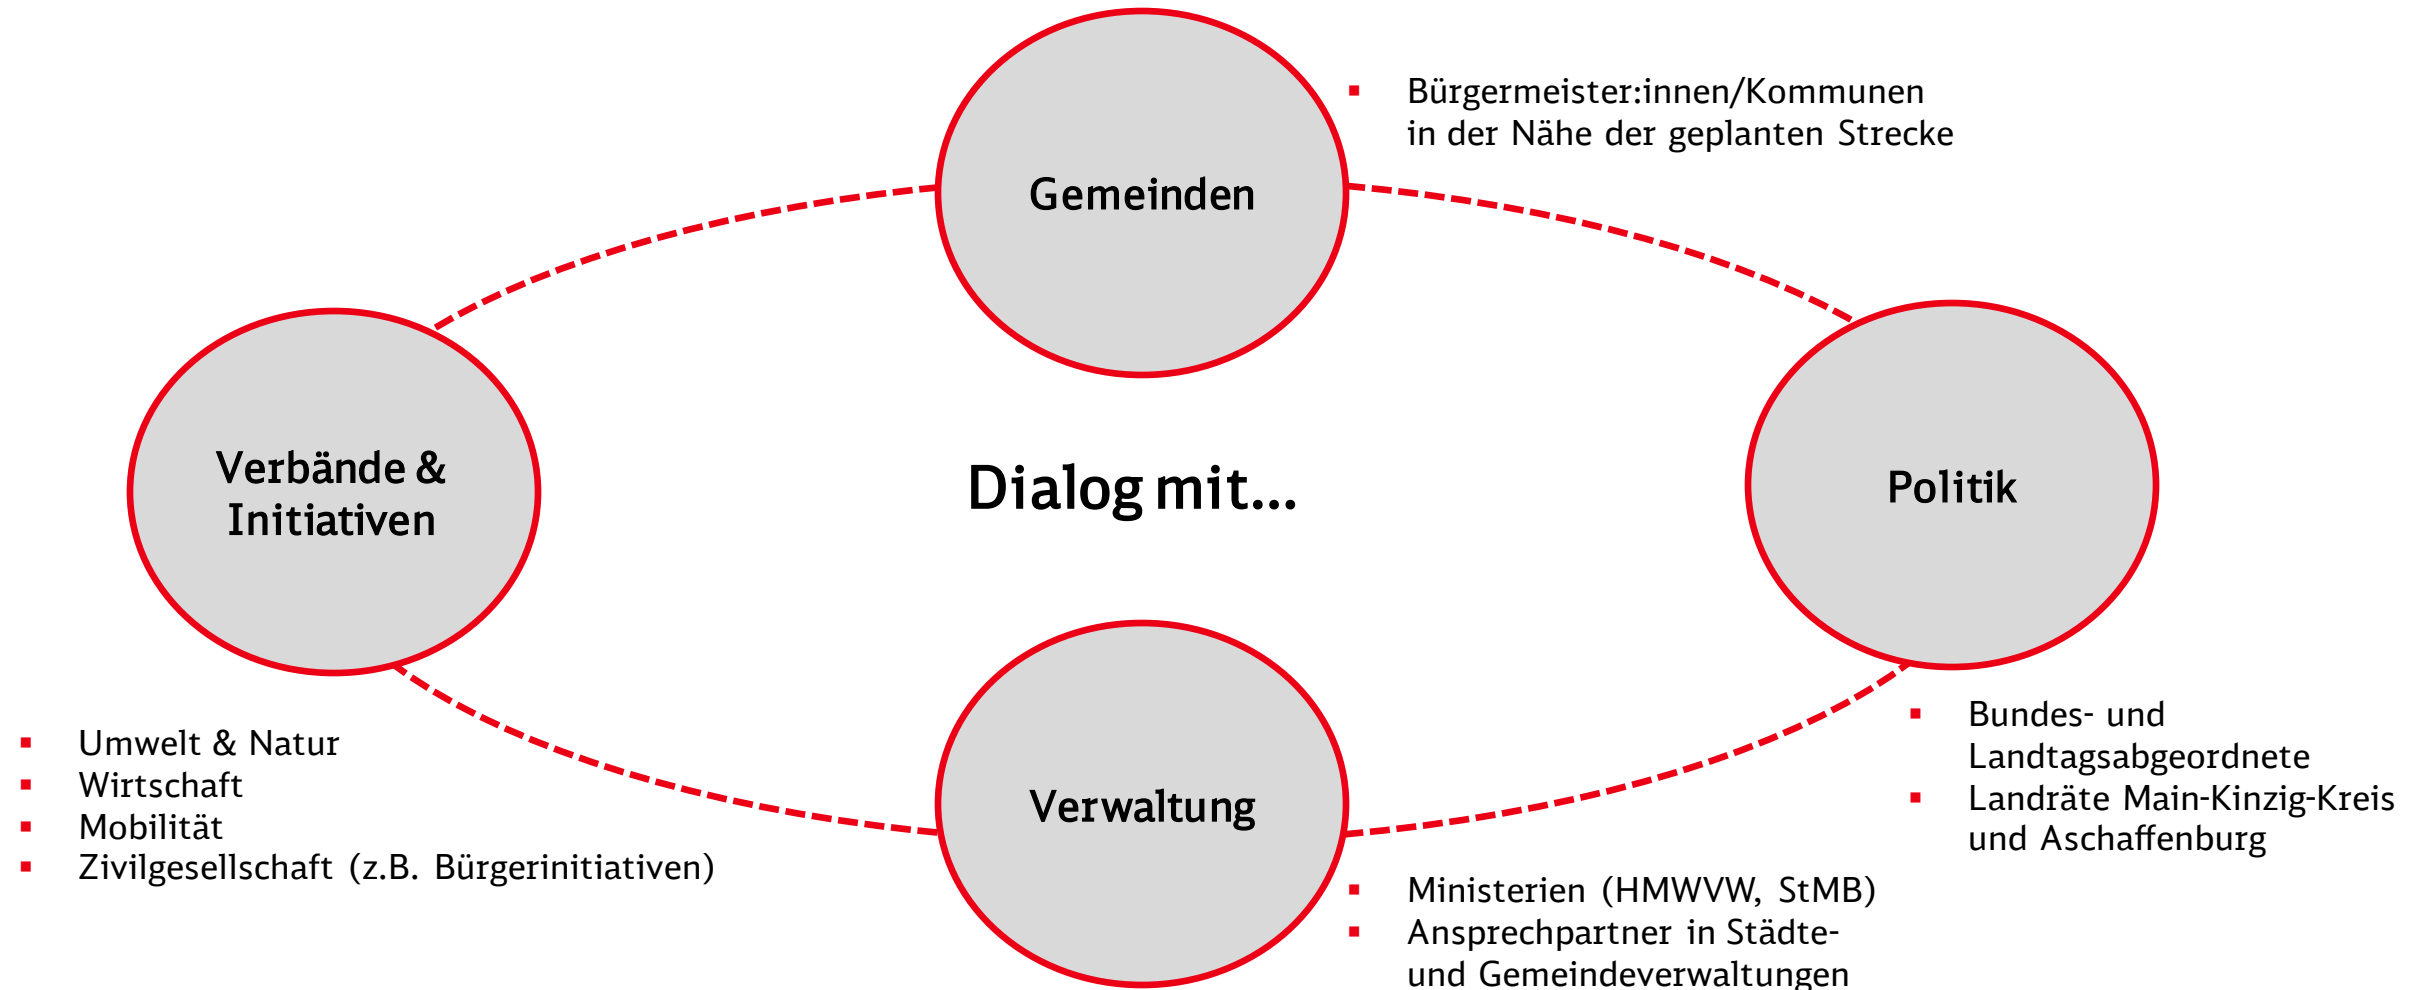 Gemeinden
▪ Bürgermeister:innen/Kommunen
in der Nähe der geplanten Strecke
Verbände &
Initiativen
▪ Umwelt & Natur
▪ Wirtschaft
▪ Mobilität
▪ Zivilgesellschaft (z.B. Bürgerinitiativen)
Dialog mit...
Politik
▪ Bundes- und
Landtagsabgeordnete
▪ Landräte Main-Kinzig-Kreis
und Aschaffenburg
Verwaltung
▪ Ministerien (HMWVW, StMB)
▪ Ansprechpartner in Städte-
und Gemeindeverwaltungen